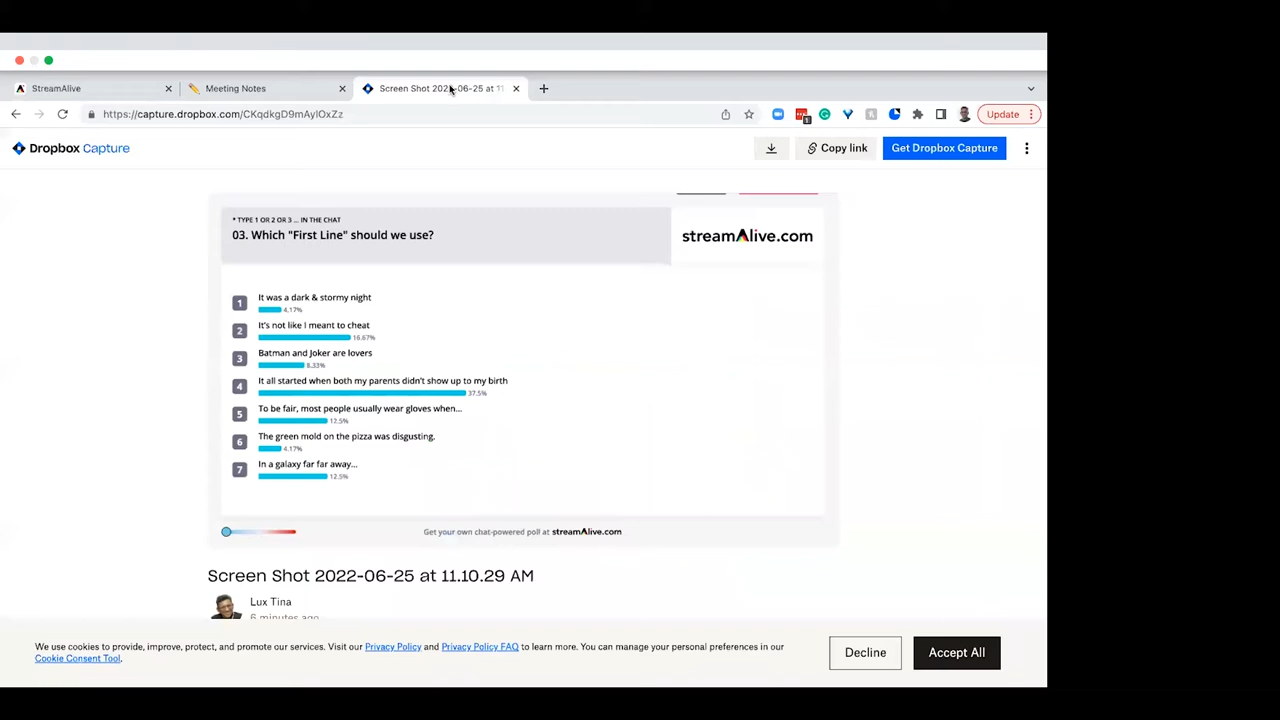 StreamAlive
Meeting Notes
Screen Shot 2022-06-25 at 11
https://capture.dropbox.com/CKqdkgD9mAylOxZz
Update
Dropbox Capture
Copy link
Get Dropbox Capture
* TYPE 1 OR 2 OR 3 ... IN THE CHAT
03. Which "First Line" should we use?
streamAlive.com
1 It was a dark & stormy night
4.17%
2 It's not like I meant to cheat
16.67%
3 Batman and Joker are lovers
8.33%
4 It all started when both my parents didn't show up to my birth
37.5%
5 To be fair, most people usually wear gloves when...
12.5%
6 The green mold on the pizza was disgusting.
4.17%
7 In a galaxy far far away...
12.5%
Get your own chat-powered poll at streamAlive.com
Screen Shot 2022-06-25 at 11.10.29 AM
Lux Tina
6 minutes ago
We use cookies to provide, improve, protect, and promote our services. Visit our Privacy Policy and Privacy Policy FAQ to learn more. You can manage your personal preferences in our
Cookie Consent Tool.
Decline
Accept All